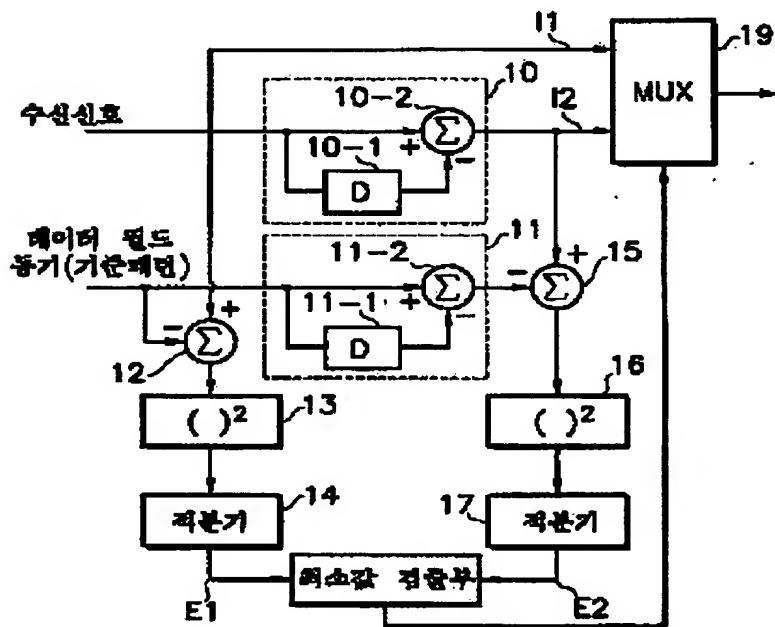 I1
19
10
10-2
MUX
수신신호
Σ
I2
+
-
10-1
D
데이터 필드
동기(기준패턴)
11
11-2
Σ
+
-
11-1
D
-
+
Σ
15
-
+
Σ
12
( )²
13
16
( )²
14
적분기
17
적분기
최소값 검출부
E1
E2